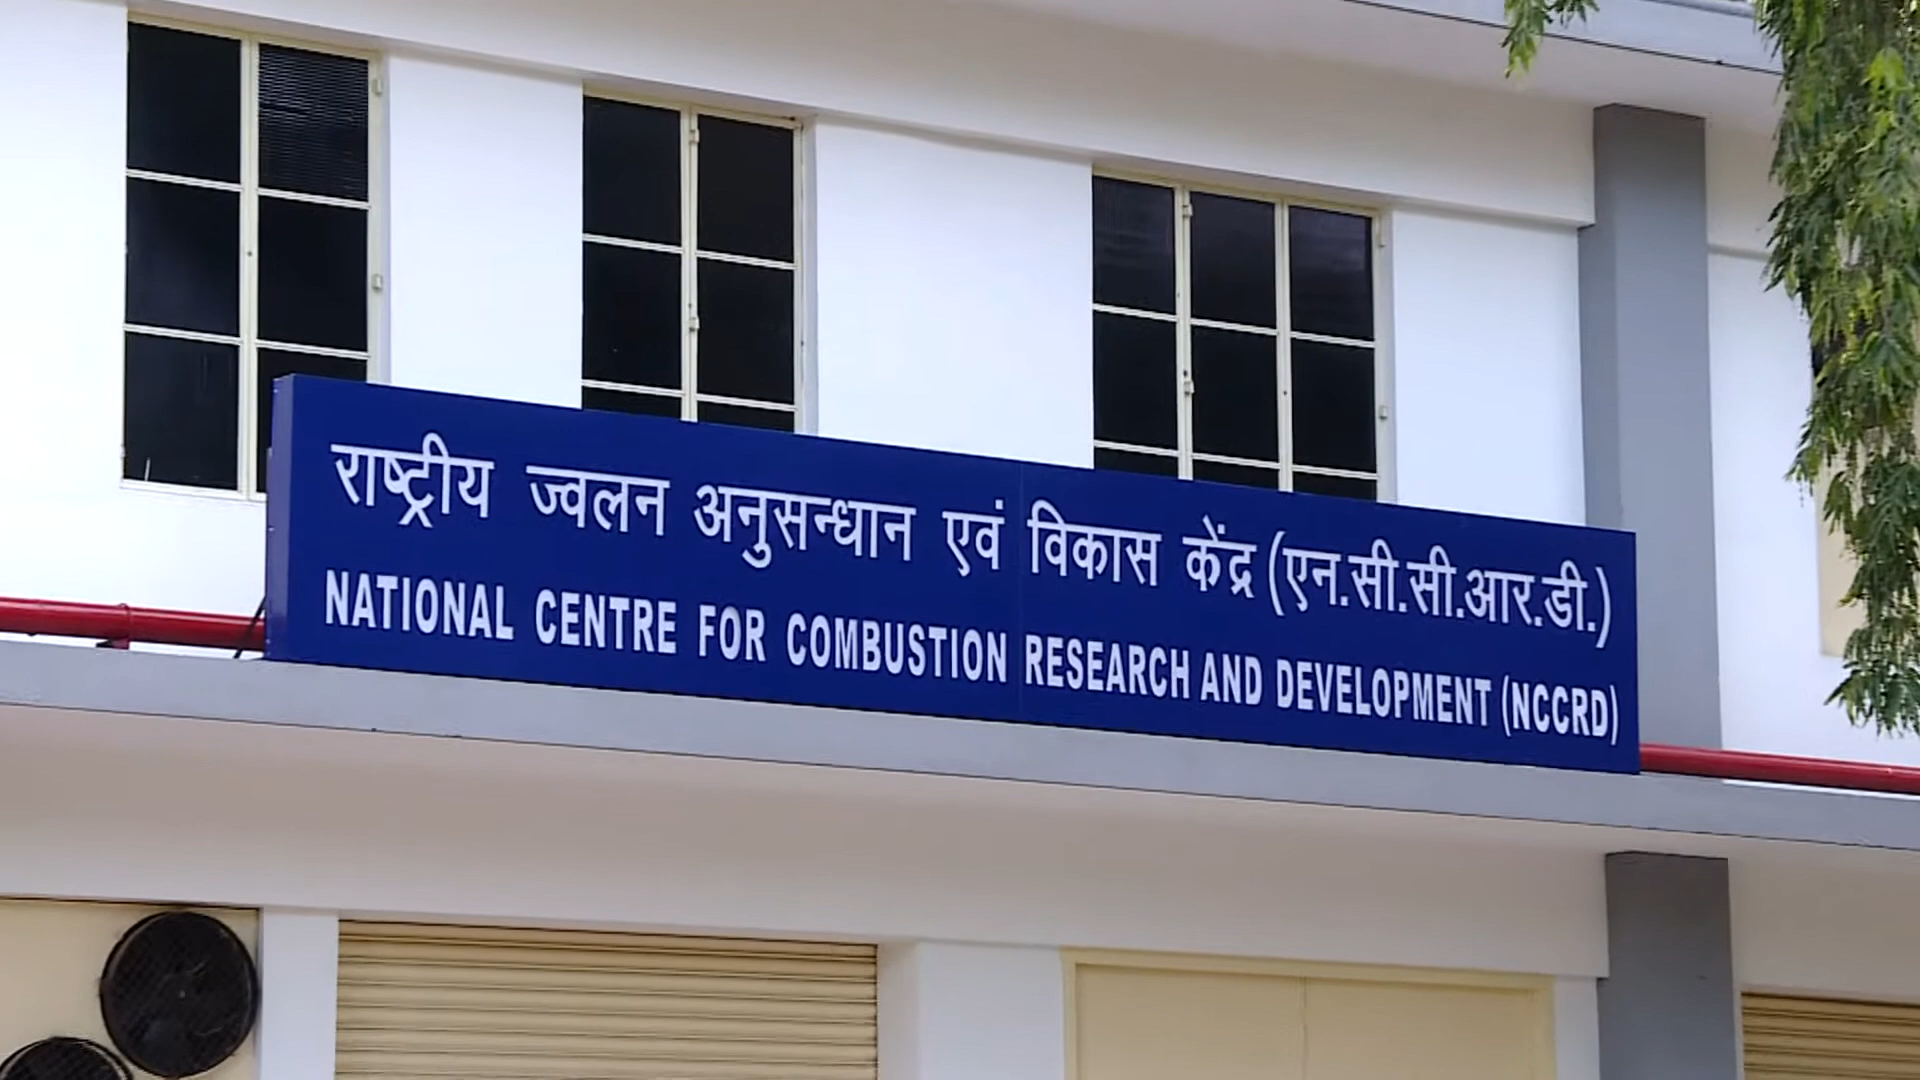 राष्ट्रीय ज्वलन अनुसन्धान एवं विकास केंद्र (एन.सी.सी.आर.डी.)
NATIONAL CENTRE FOR COMBUSTION RESEARCH AND DEVELOPMENT (NCCRD)